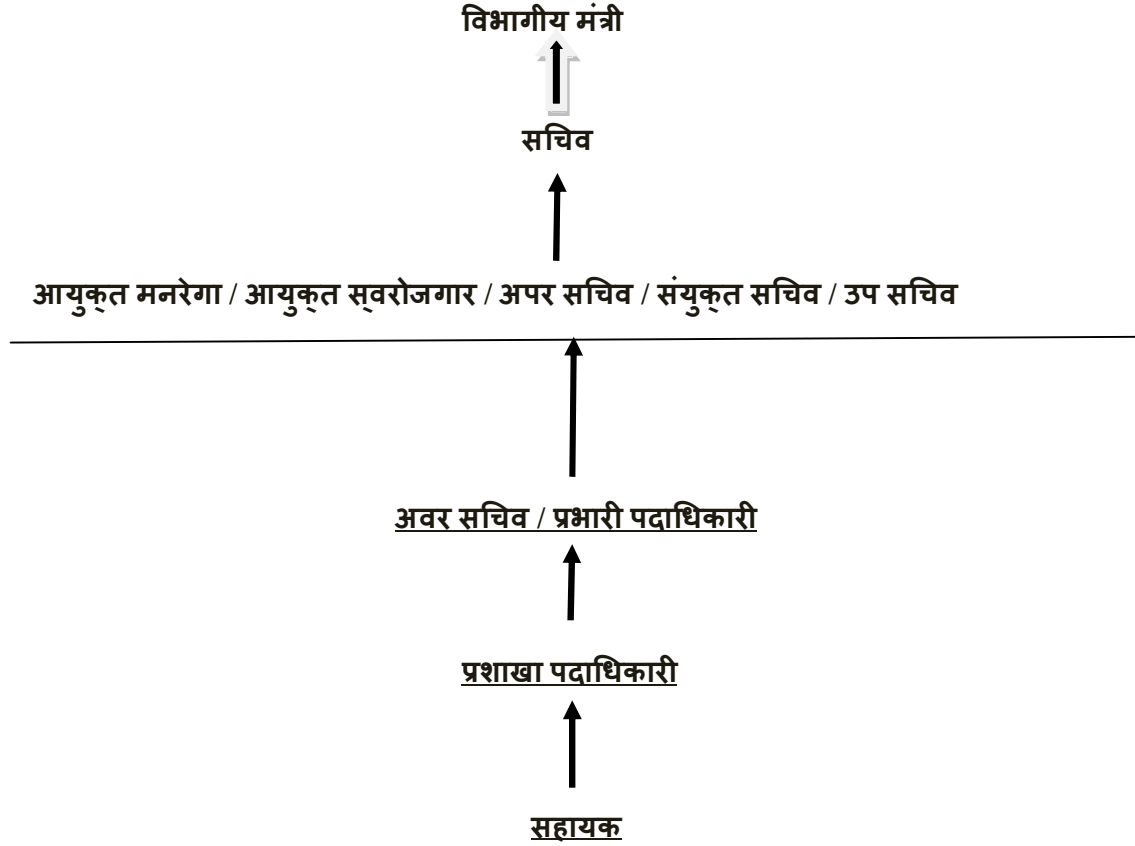 विभागीय मंत्री
सचिव
आयुक्त मनरेगा / आयुक्त स्वरोजगार / अपर सचिव / संयुक्त सचिव / उप सचिव
अवर सचिव / प्रभारी पदाधिकारी
प्रशाखा पदाधिकारी
सहायक